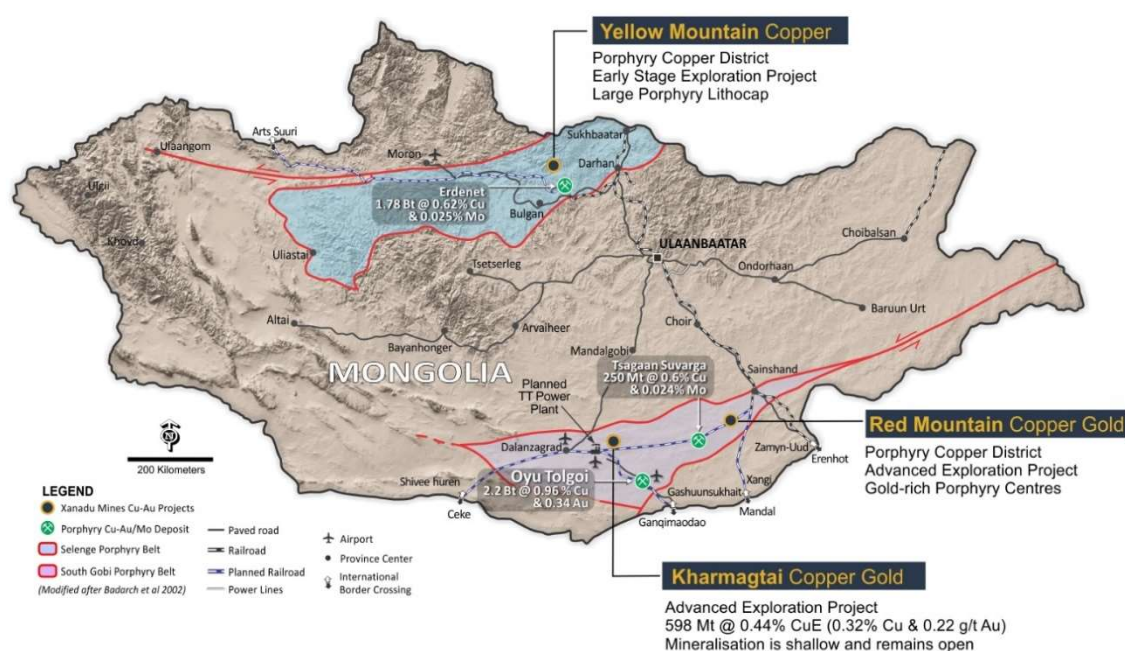 Yellow Mountain Copper
Porphyry Copper District
Early Stage Exploration Project
Large Porphyry Lithocap
Arts Suuri
Ulaangom
Moron
Sukhbaatar
Darhan
Ulgii
Erdenet
1.78 Bt @ 0.62% Cu
& 0.025% Mo
Bulgan
Khovda
Uliastai
ULAANBAATAR
Choibalsan
Tsetserleg
Ondorhaan
Baruun Urt
Altai
Arvaiheer
Choir
Bayanhonger
Mandalgobi
MONGOLIA
Tsagaan Suvarga
250 Mt @ 0.6% Cu
& 0.024% Mo
Sainshand
Planned
TT Power
Plant
Red Mountain Copper Gold
Porphyry Copper District
Advanced Exploration Project
Gold-rich Porphyry Centres
N
200 Kilometers
Dalanzagrad
Zamyn-Uud
Erenhot
Oyu Tolgoi
2.2 Bt @ 0.96% Cu
& 0.34 Au
Shivee huren
Ceke
Gashuunsukhait
Xangi
Mandal
Ganqimaodao
LEGEND
Xanadu Mines Cu-Au Projects
Porphyry Cu-Au/Mo Deposit
Selenge Porphyry Belt
South Gobi Porphyry Belt
(Modified after Badarch et al 2002)
Paved road
Railroad
Planned Railroad
Power Lines
Airport
Province Center
International
Border Crossing
Kharmagtai Copper Gold
Advanced Exploration Project
598 Mt @ 0.44% CuE (0.32% Cu & 0.22 g/t Au)
Mineralisation is shallow and remains open